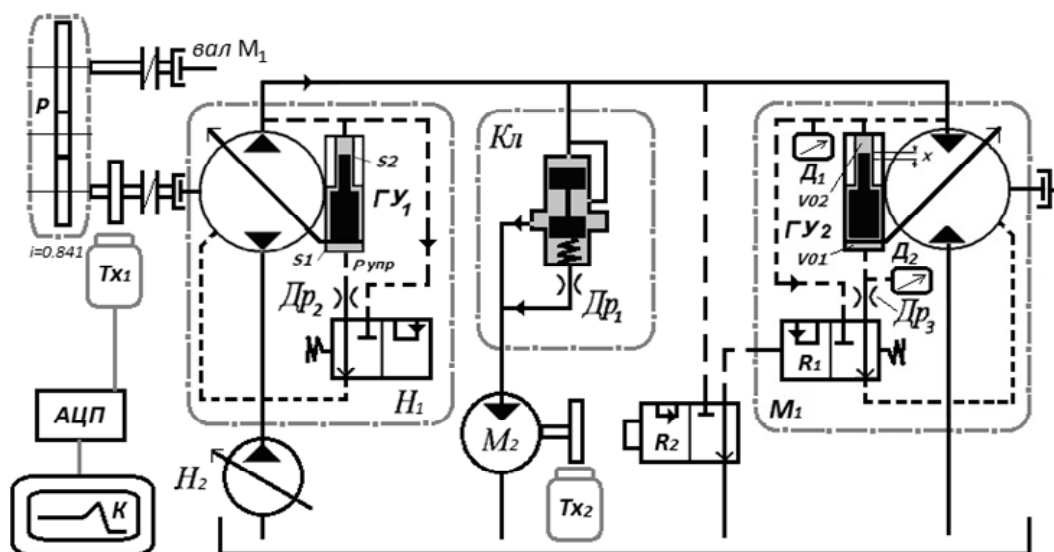 вал М₁
Р
i=0.841
Тх₁
АЦП
К
S2
ГУ₁
S1
Р упр
Др₂
Н₁
Н₂
Кл
Др₁
М₂
Тх₂
R₂
Д₁
x
V02
ГУ₂
V01
Д₂
Др₃
R₁
М₁